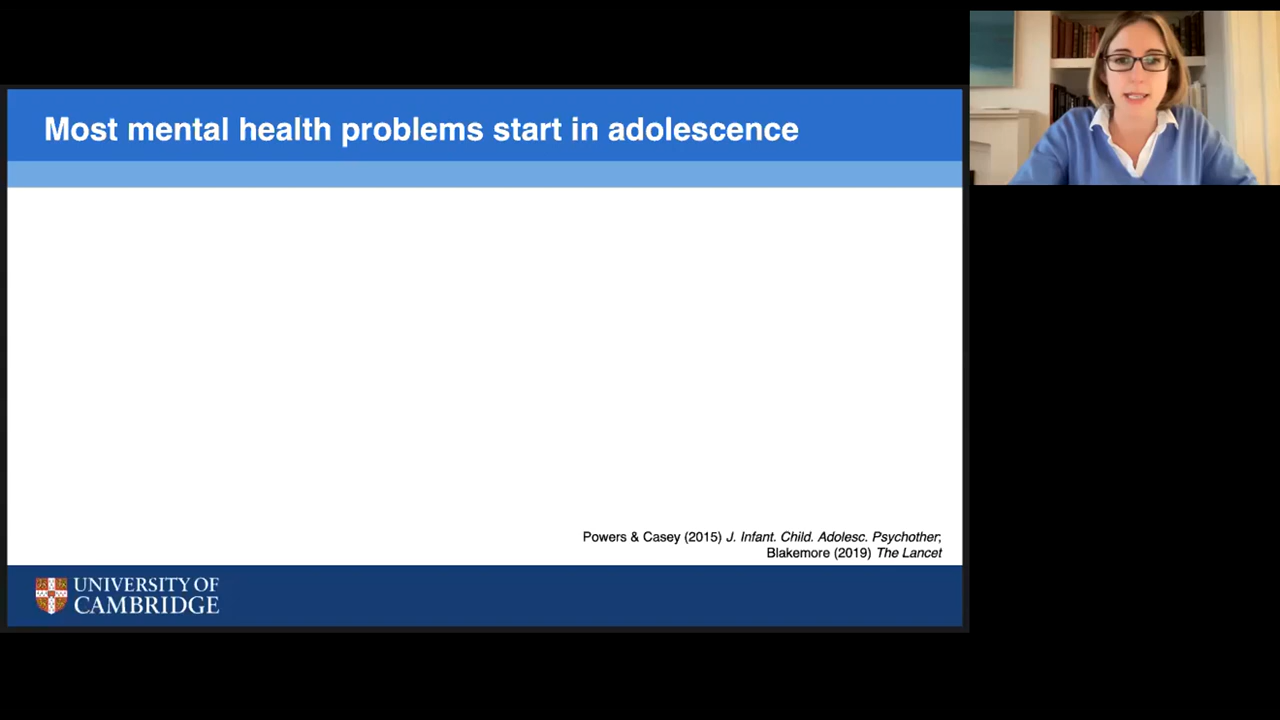 Most mental health problems start in adolescence
Powers & Casey (2015) J. Infant. Child. Adolesc. Psychother;
Blakemore (2019) The Lancet
UNIVERSITY OF
CAMBRIDGE